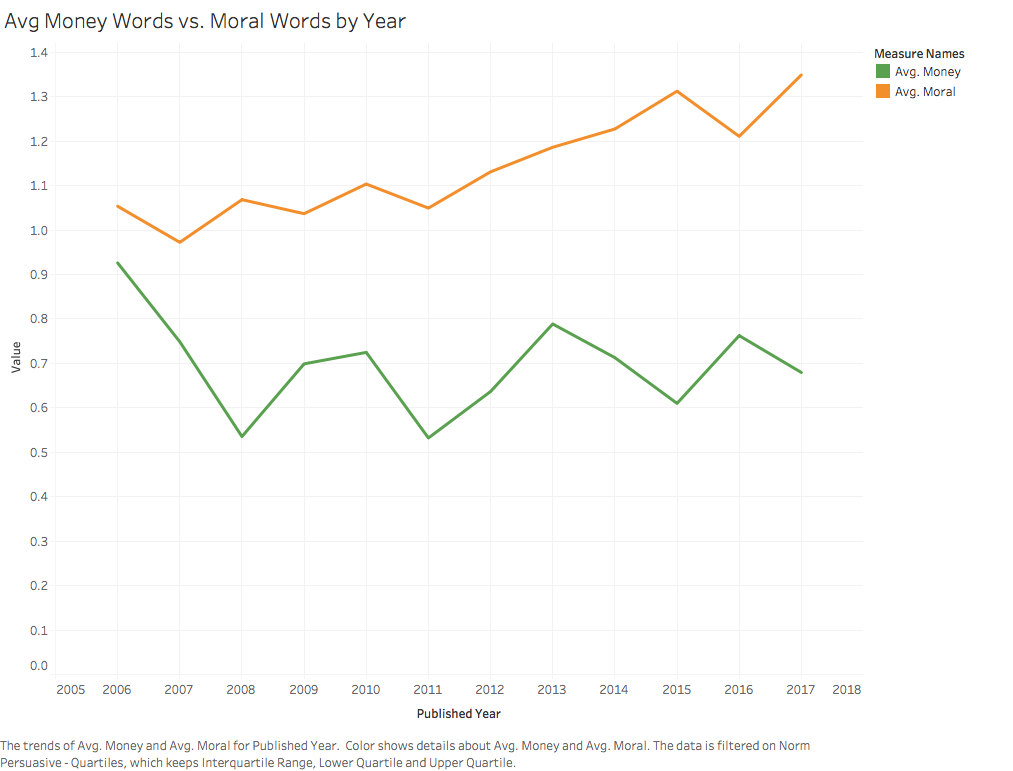 Avg Money Words vs. Moral Words by Year
Measure Names
Avg. Money
Avg. Moral
1.4
1.3
1.2
1.1
1.0
0.9
0.8
0.7
0.6
0.5
0.4
0.3
0.2
0.1
0.0
Value
2005 2006 2007 2008 2009 2010 2011 2012 2013 2014 2015 2016 2017 2018
Published Year
The trends of Avg. Money and Avg. Moral for Published Year. Color shows details about Avg. Money and Avg. Moral. The data is filtered on Norm
Persuasive - Quartiles, which keeps Interquartile Range, Lower Quartile and Upper Quartile.